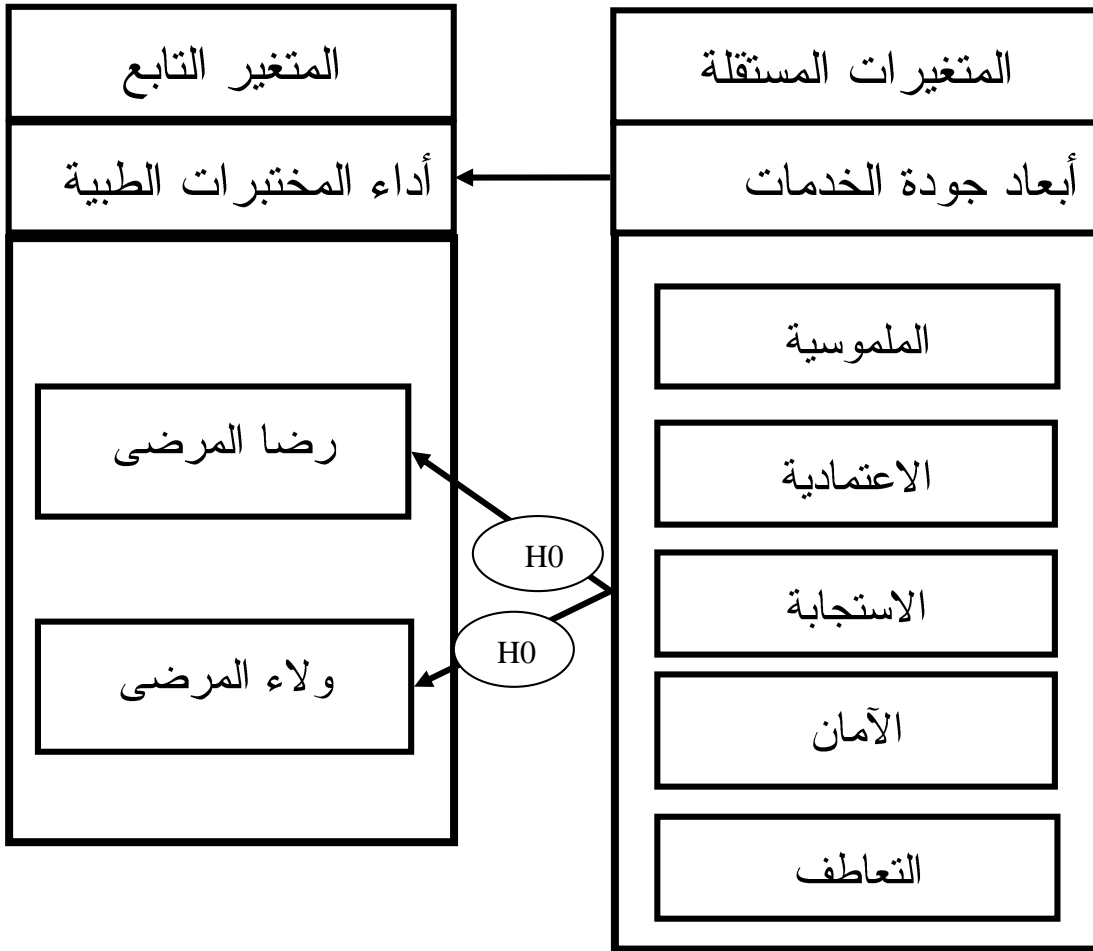 المتغيرات المستقلة
المتغير التابع
أبعاد جودة الخدمات
أداء المختبرات الطبية
الملموسية
الاعتمادية
الاستجابة
الآمان
التعاطف
H0
H0
رضا المرضى
ولاء المرضى